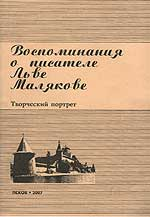 Воспоминания
о писателе
Льве
Малякове
Творческий портрет
ПСКОВ • 2007